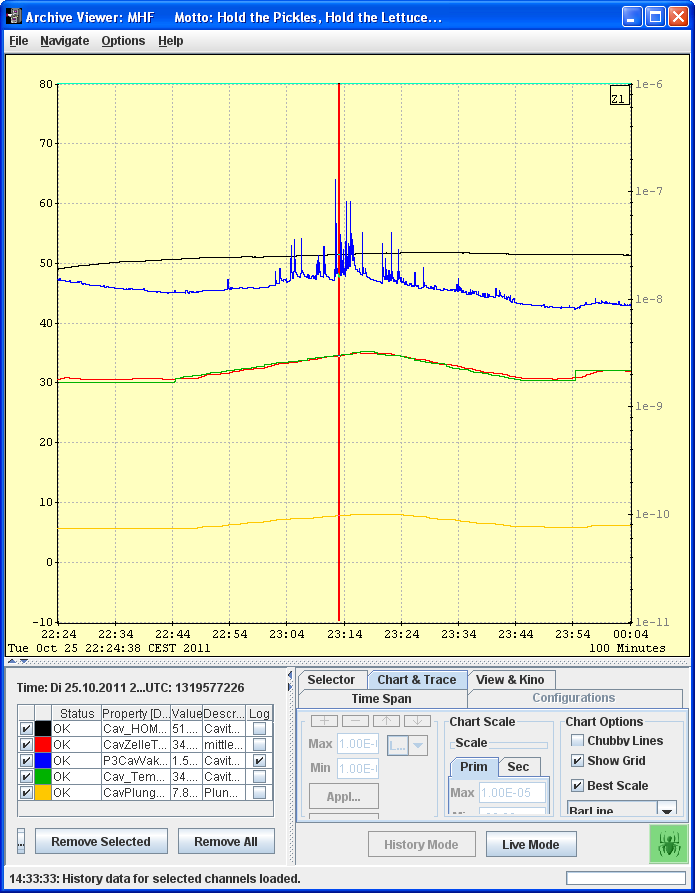 Archive Viewer: MHF Motto: Hold the Pickles, Hold the Lettuce...
File Navigate Options Help
80
70
60
50
40
30
20
10
0
-10
Z1
1e-6
1e-7
1e-8
1e-9
1e-10
1e-11
22:24 22:34 22:44 22:54 23:04 23:14 23:24 23:34 23:44 23:54 00:04
Tue Oct 25 22:24:38 CEST 2011 100 Minutes
Time: Di 25.10.2011 2...UTC: 1319577226
Status Property [D... Value Descr... Log
OK Cav_HOM... 51.... Cavit...
OK CavZelleT... 34.... mittle...
OK P3CavVak... 1.5... Cavit...
OK Cav_Tem... 34.... Cavit...
OK CavPlung... 7.8... Plun...
... Remove Selected Remove All
Selector Chart & Trace View & Kino
Time Span Configurations
Max 1.00E-
L...
Min 1.00E-
Appl...
Chart Scale
Scale
Prim Sec
Max 1.00E-05
Chart Options
Chubby Lines
Show Grid
Best Scale
BarLine
History Mode Live Mode
14:33:33: History data for selected channels loaded.